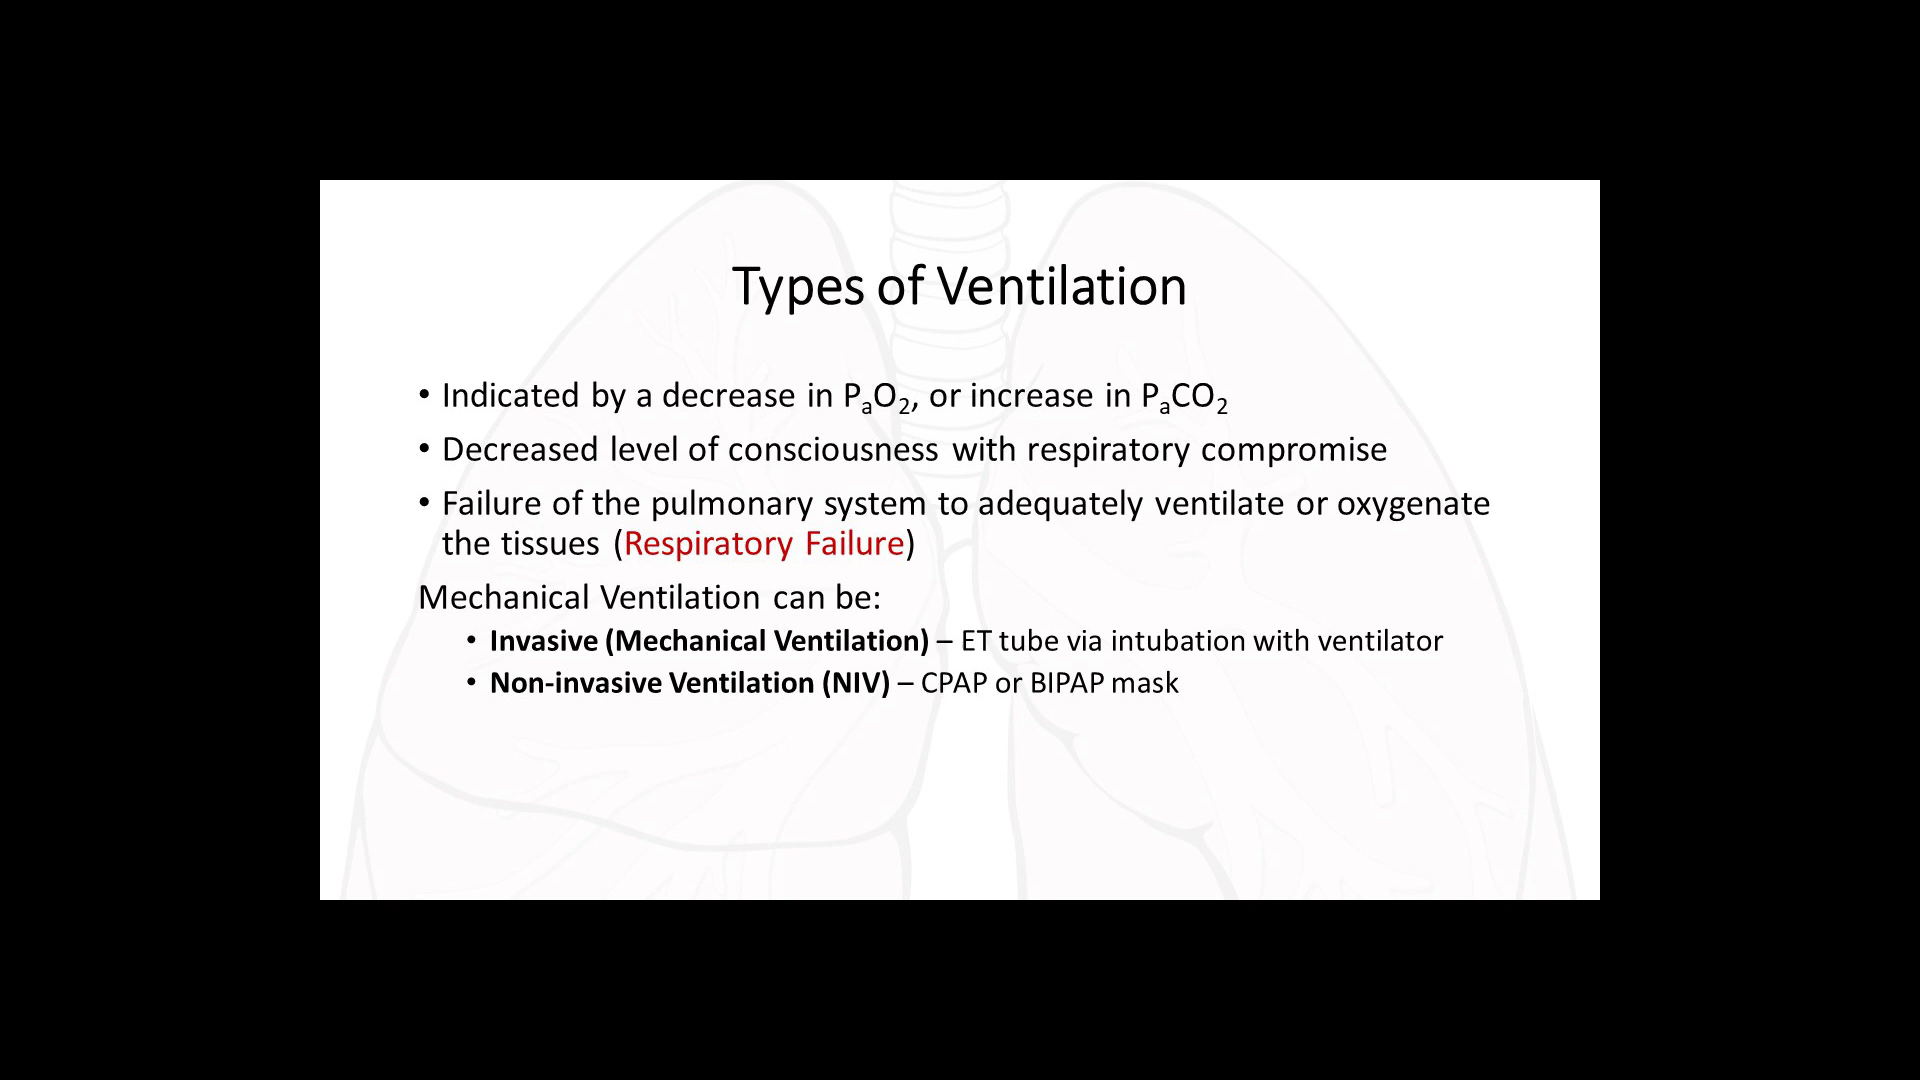 Types of Ventilation
• Indicated by a decrease in PaO2, or increase in PaCO2
• Decreased level of consciousness with respiratory compromise
• Failure of the pulmonary system to adequately ventilate or oxygenate
the tissues (Respiratory Failure)
Mechanical Ventilation can be:
• Invasive (Mechanical Ventilation) – ET tube via intubation with ventilator
• Non-invasive Ventilation (NIV) – CPAP or BIPAP mask